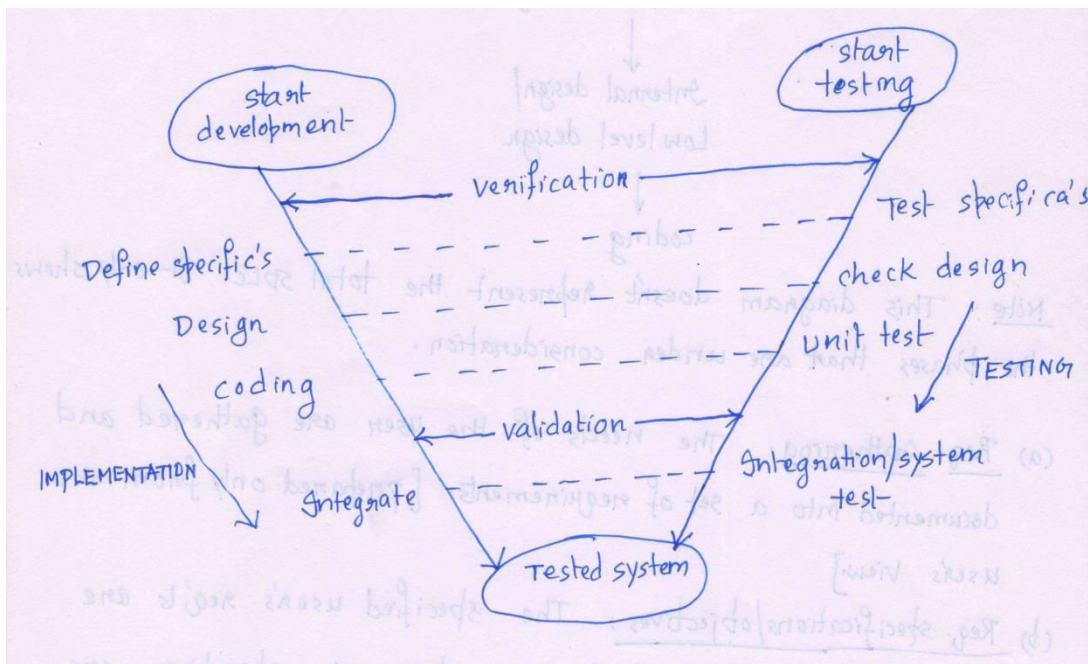 start
development
start
testing
verification
Test specifica's
Define specific's
check design
Design
unit test
TESTING
coding
validation
IMPLEMENTATION
Integration/system
test
Integrate
Tested system